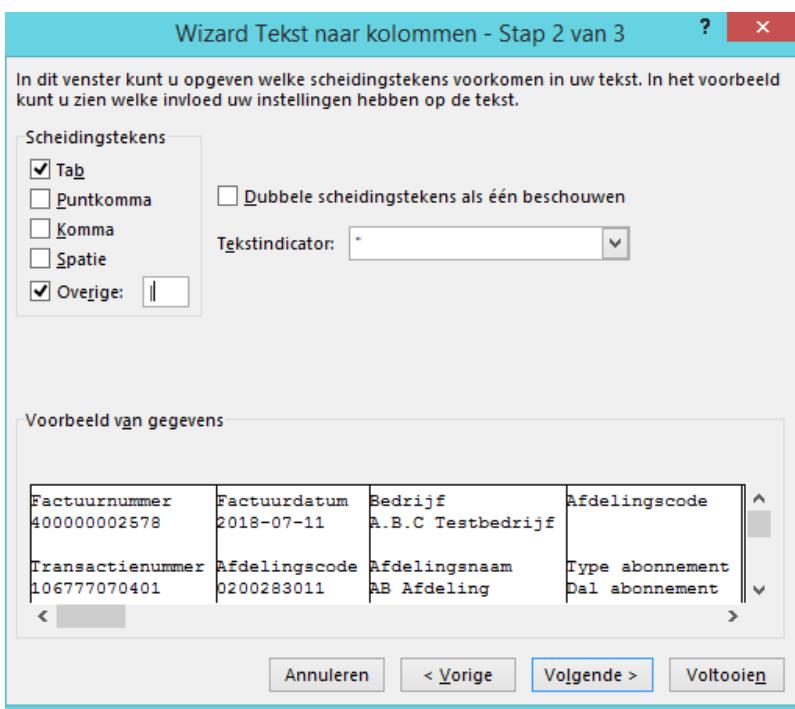 Wizard Tekst naar kolommen - Stap 2 van 3 ? ×
In dit venster kunt u opgeven welke scheidingstekens voorkomen in uw tekst. In het voorbeeld
kunt u zien welke invloed uw instellingen hebben op de tekst.
Scheidingstekens
Tab
Puntkomma
Komma
Spatie
Overige: |
Dubbele scheidingstekens als één beschouwen
Tekstindicator: "
Voorbeeld van gegevens
Factuurnummer Factuurdatum Bedrijf Afdelingscode
400000002578 2018-07-11 A.B.C Testbedrijf
Transactienummer Afdelingscode Afdelingsnaam Type abonnement
106777070401 0200283011 AB Afdeling Dal abonnement
Annuleren < Vorige Volgende > Voltooien